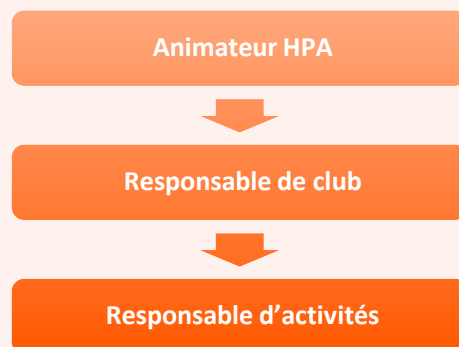 Animateur HPA
Responsable de club
Responsable d’activités